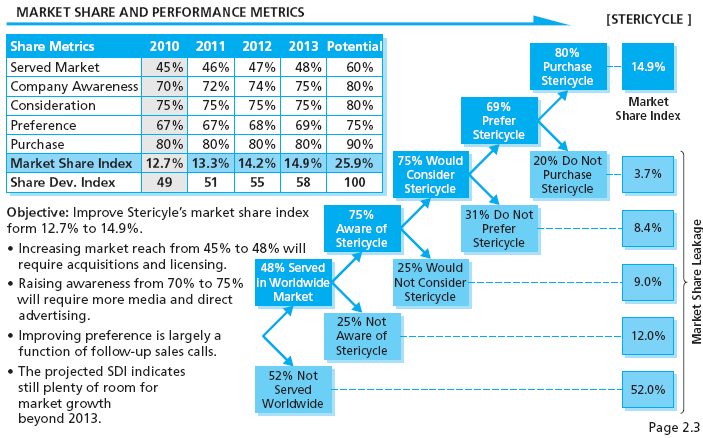 MARKET SHARE AND PERFORMANCE METRICS
[STERICYCLE ]
Share Metrics 2010 2011 2012 2013 Potential
Served Market 45% 46% 47% 48% 60%
Company Awareness 70% 72% 74% 75% 80%
Consideration 75% 75% 75% 75% 80%
Preference 67% 67% 68% 69% 75%
Purchase 80% 80% 80% 80% 90%
Market Share Index 12.7% 13.3% 14.2% 14.9% 25.9%
Share Dev. Index 49 51 55 58 100
Objective: Improve Stericyle’s market share index
form 12.7% to 14.9%.
• Increasing market reach from 45% to 48% will
require acquisitions and licensing.
• Raising awareness from 70% to 75%
will require more media and direct
advertising.
• Improving preference is largely a
function of follow-up sales calls.
• The projected SDI indicates
still plenty of room for
market growth
beyond 2013.
80%
Purchase
Stericycle
14.9%
Market
Share Index
69%
Prefer
Stericycle
20% Do Not
Purchase
Stericycle
3.7%
75% Would
Consider
Stericycle
31% Do Not
Prefer
Stericycle
8.4%
75%
Aware of
Stericycle
25% Would
Not Consider
Stericycle
9.0%
48% Served
In Worldwide
Market
25% Not
Aware of
Stericycle
12.0%
52% Not
Served
Worldwide
52.0%
Market Share Leakage
Page 2.3